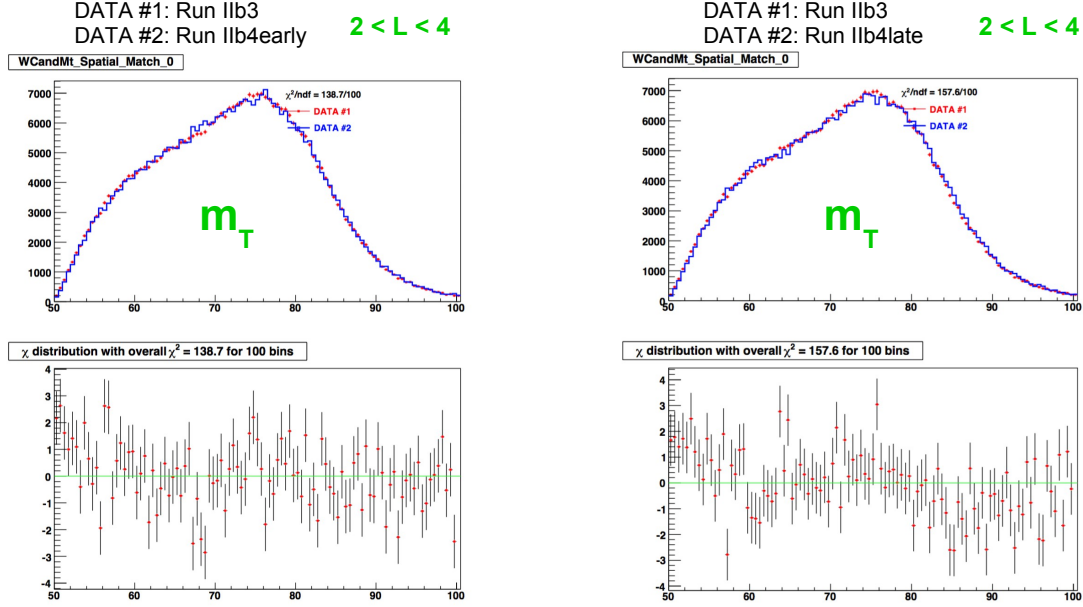 DATA #1: Run IIb3
DATA #2: Run IIb4early
2 < L < 4
WCandMt_Spatial_Match_0
χ²/ndf = 138.7/100
DATA #1
DATA #2
7000
6000
5000
4000
3000
2000
1000
0
m_T
50 60 70 80 90 100
χ distribution with overall χ² = 138.7 for 100 bins
4
3
2
1
0
-1
-2
-3
-4
50 60 70 80 90 100
DATA #1: Run IIb3
DATA #2: Run IIb4late
2 < L < 4
WCandMt_Spatial_Match_0
χ²/ndf = 157.6/100
DATA #1
DATA #2
7000
6000
5000
4000
3000
2000
1000
0
m_T
50 60 70 80 90 100
χ distribution with overall χ² = 157.6 for 100 bins
4
3
2
1
0
-1
-2
-3
-4
50 60 70 80 90 100